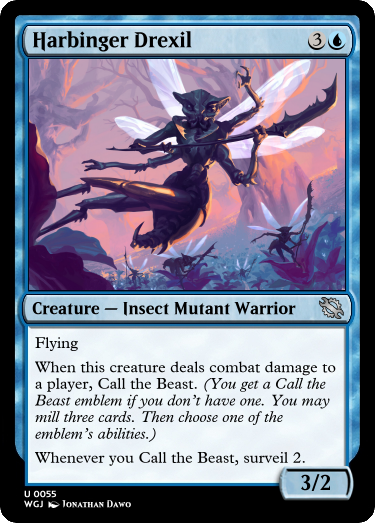 Harbinger Drexil 3
Creature — Insect Mutant Warrior
Flying
When this creature deals combat damage to
a player, Call the Beast. (You get a Call the
Beast emblem if you don't have one. You may
mill three cards. Then choose one of the
emblem's abilities.)
Whenever you Call the Beast, surveil 2.
3/2
U 0055
WGJ Jonathan Dawo